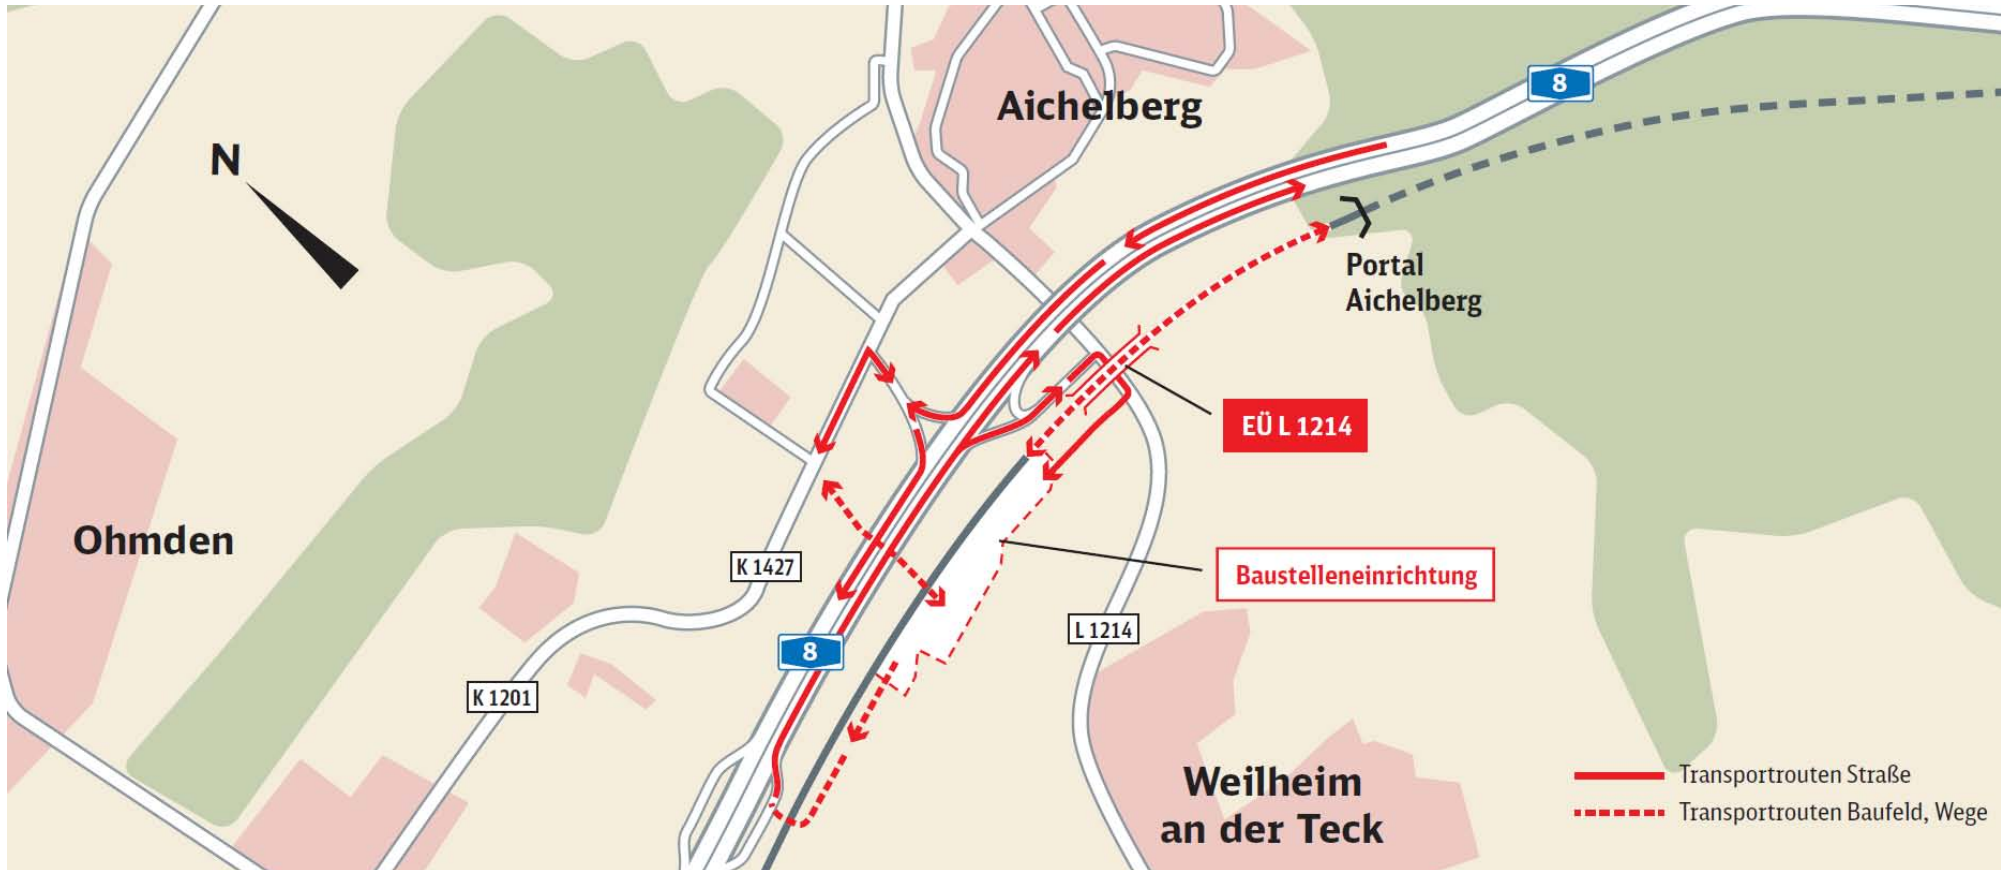 8
Aichelberg
N
Portal
Aichelberg
EÜ L 1214
Ohmden
K 1427
Baustelleneinrichtung
8
L 1214
K 1201
Weilheim
an der Teck
Transportrouten Straße
Transportrouten Baufeld, Wege